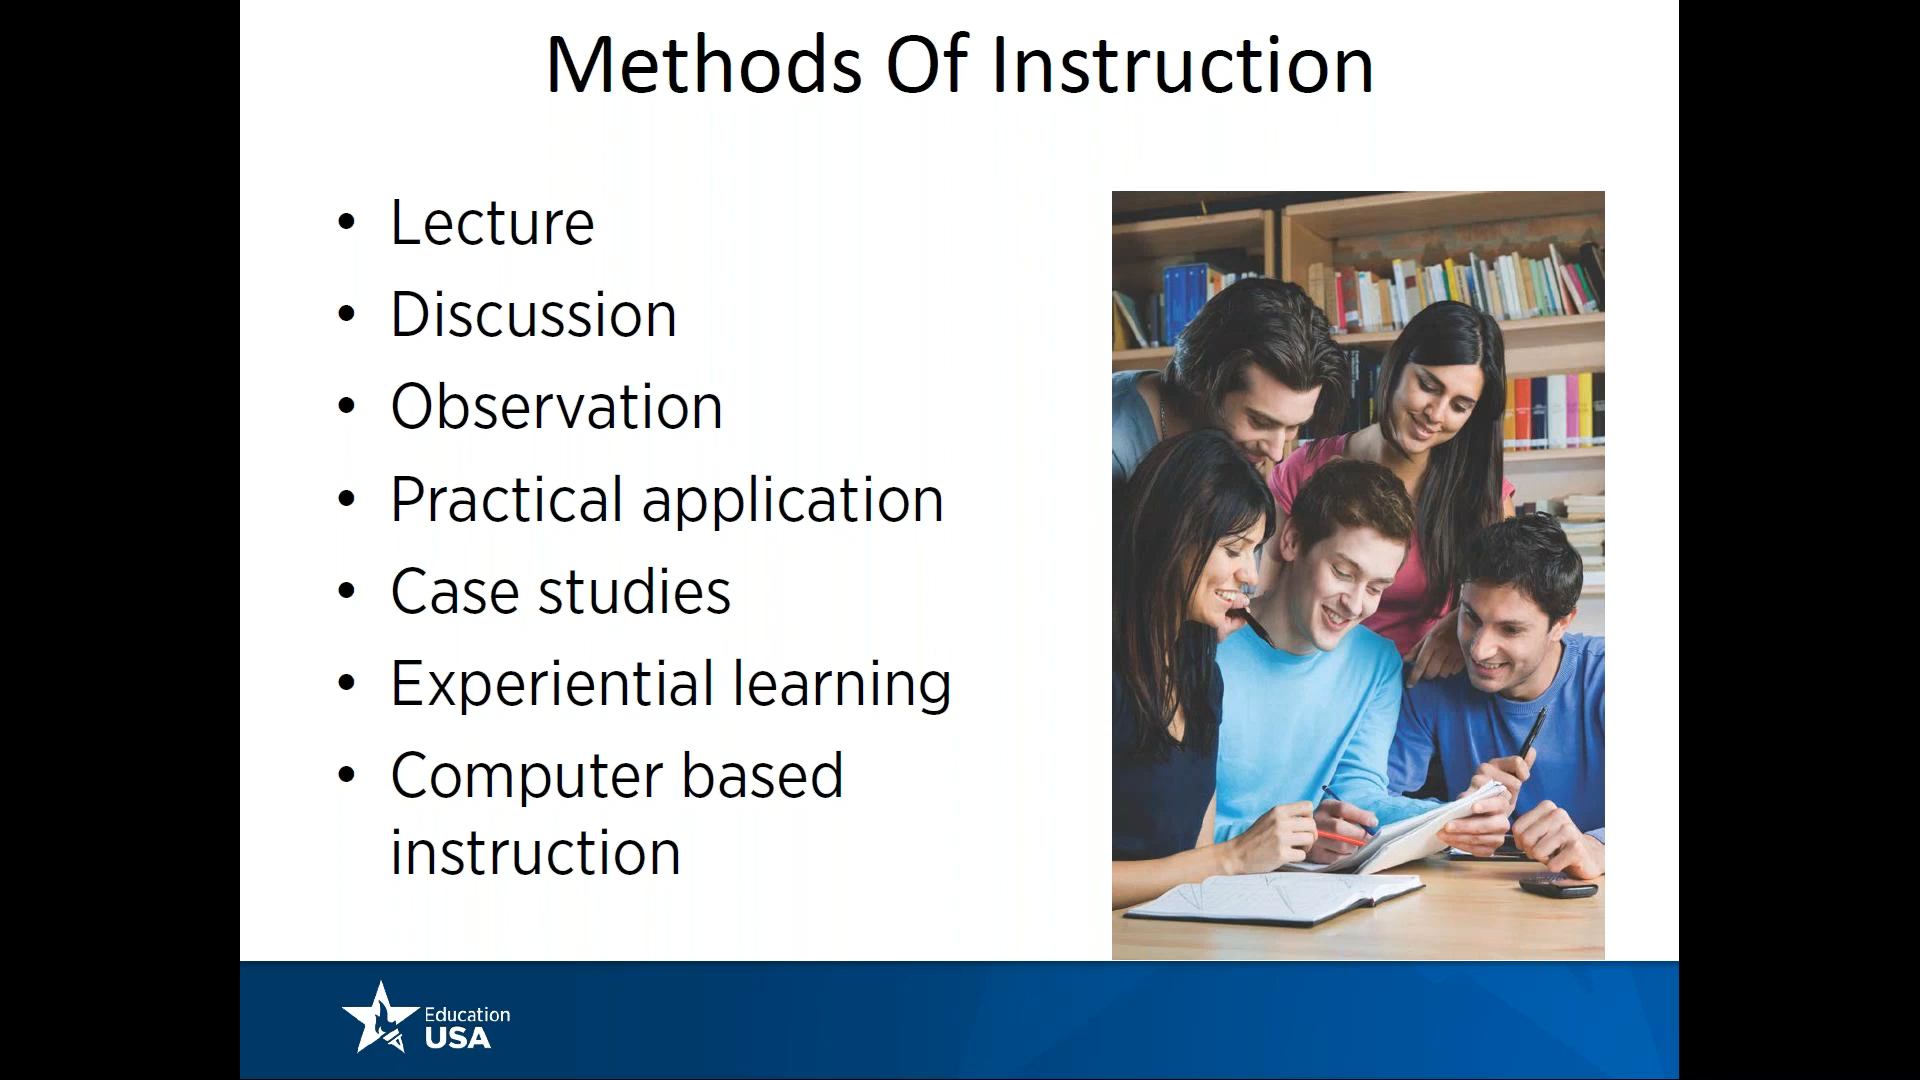 Methods Of Instruction
• Lecture
• Discussion
• Observation
• Practical application
• Case studies
• Experiential learning
• Computer based
instruction
Education
USA